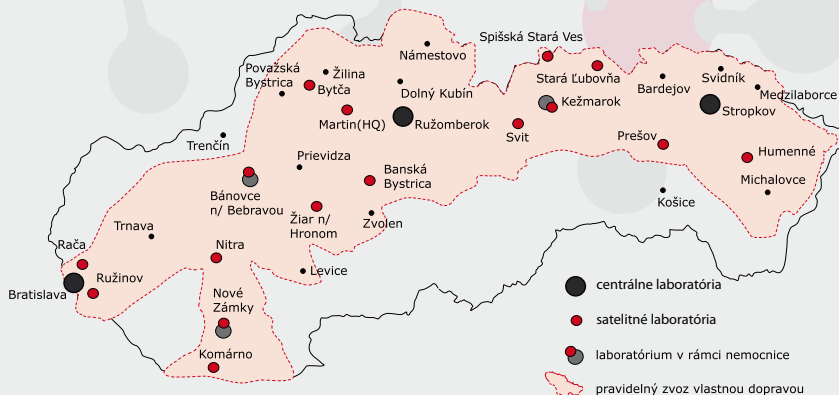 Spišská Stará Ves
Námestovo
Považská
Bystrica
Žilina
Bytča
Stará Ľubovňa
Svidník
Bardejov
Medzilaborce
Dolný Kubín
Kežmarok
Stropkov
Martin(HQ)
Ružomberok
Svit
Prešov
Trenčín
Prievidza
Humenné
Banská
Bystrica
Michalovce
Bánovce
n/ Bebravou
Košice
Žiar n/
Hronom
Zvolen
Trnava
Rača
Nitra
Levice
Ružinov
Bratislava
Nové
Zámky
Komárno
centrálne laboratória
satelitné laboratória
laboratórium v rámci nemocnice
pravidelný zvoz vlastnou dopravou